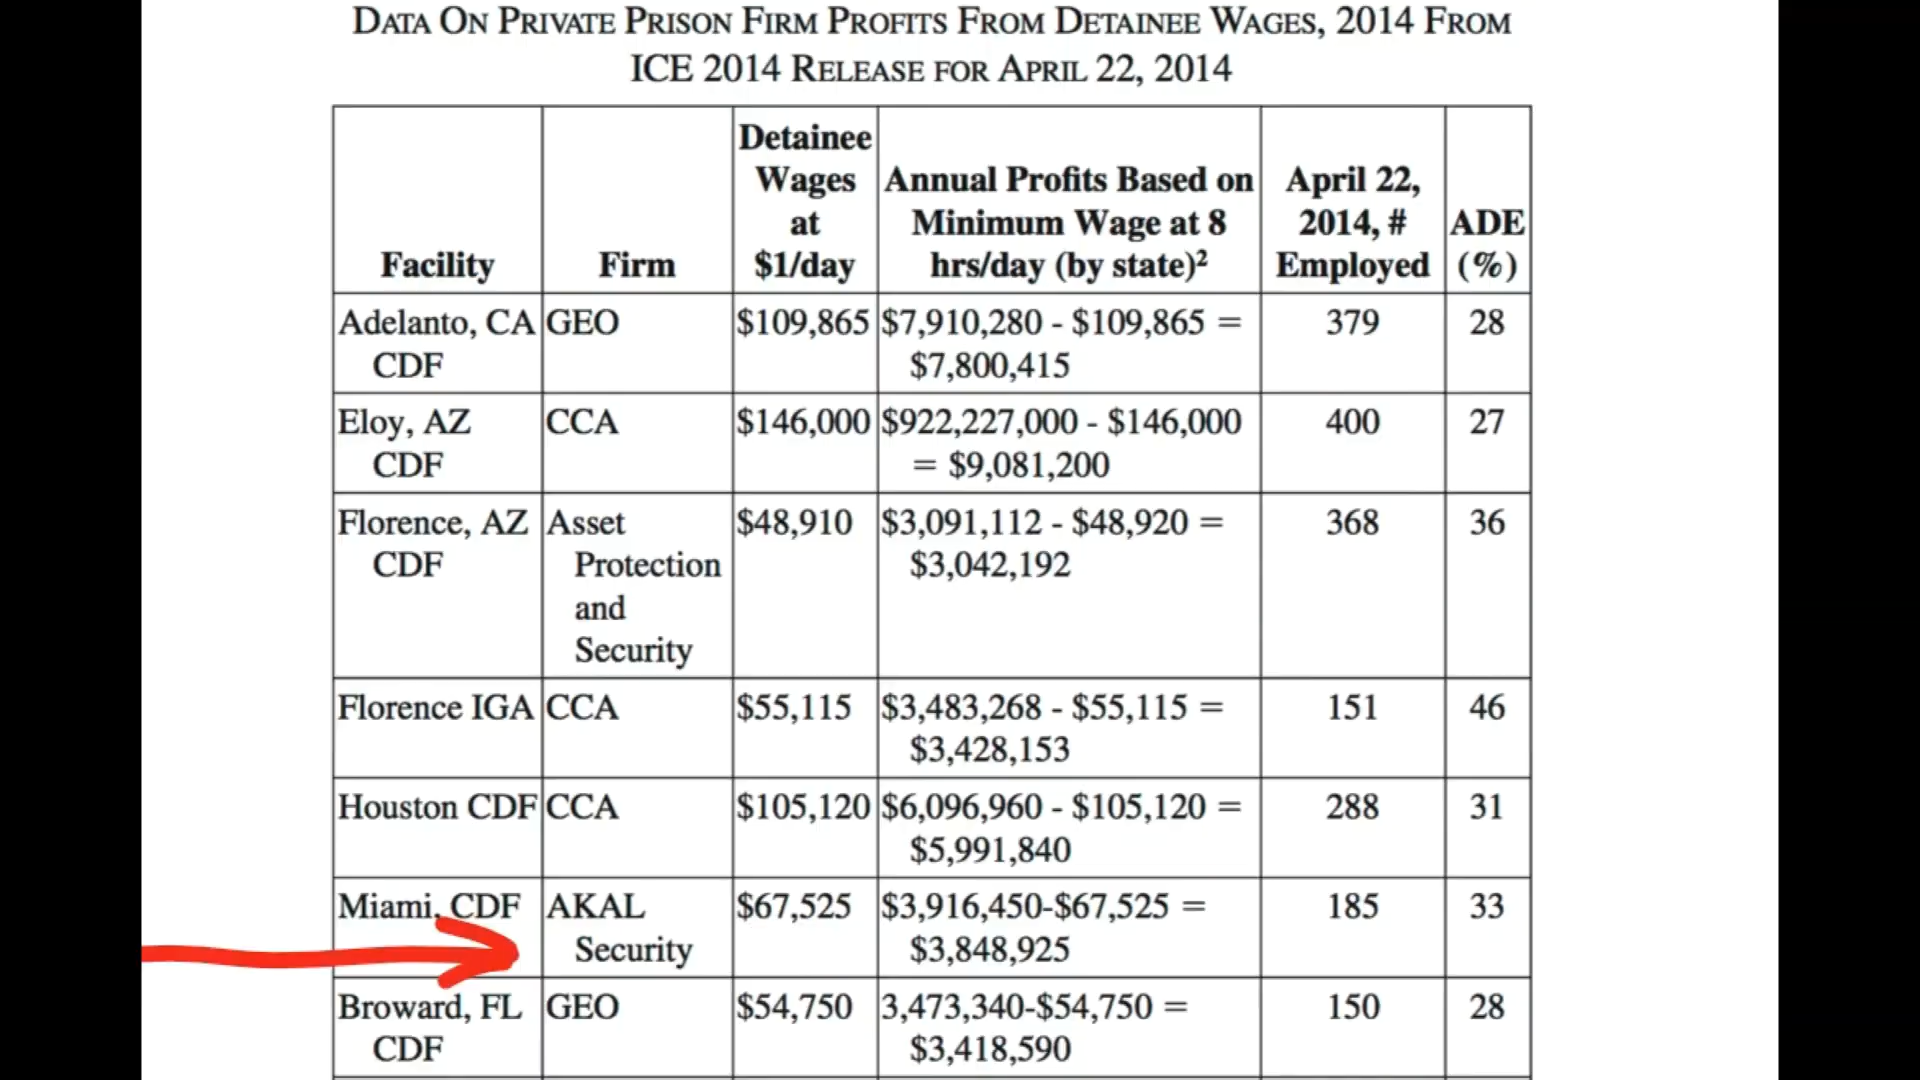 DATA ON PRIVATE PRISON FIRM PROFITS FROM DETAINEE WAGES, 2014 FROM
ICE 2014 RELEASE FOR APRIL 22, 2014
Facility
Firm
Detainee
Wages
at
$1/day
Annual Profits Based on
Minimum Wage at 8
hrs/day (by state)²
April 22,
2014, #
Employed
ADE
(%)
Adelanto, CA GEO $109,865 $7,910,280 - $109,865 = 379 28
CDF $7,800,415
Eloy, AZ CCA $146,000 $922,227,000 - $146,000 400 27
CDF = $9,081,200
Florence, AZ Asset $48,910 $3,091,112 - $48,920 = 368 36
CDF Protection $3,042,192
and
Security
Florence IGA CCA $55,115 $3,483,268 - $55,115 = 151 46
$3,428,153
Houston CDF CCA $105,120 $6,096,960 - $105,120 = 288 31
$5,991,840
Miami, CDF AKAL $67,525 $3,916,450-$67,525 = 185 33
Security $3,848,925
Broward, FL GEO $54,750 3,473,340-$54,750 = 150 28
CDF $3,418,590